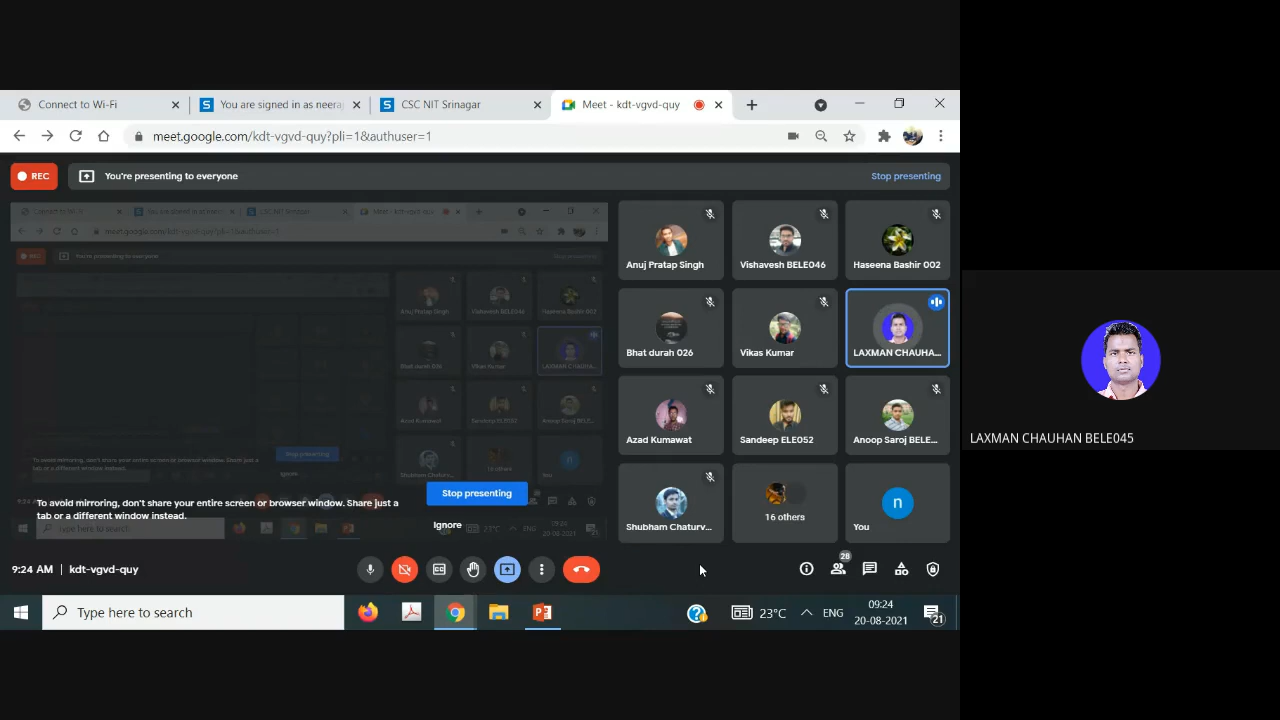 Connect to Wi-Fi
You are signed in as neeraj
CSC NIT Srinagar
Meet - kdt-vgvd-quy
meet.google.com/kdt-vgvd-quy?pli=1&authuser=1
REC
You're presenting to everyone
Stop presenting
Anuj Pratap Singh
Vishavesh BELE046
Haseena Bashir 002
Bhat durah 026
Vikas Kumar
LAXMAN CHAUHA...
Azad Kumawat
Sandeep ELE052
Anoop Saroj BELE...
Shubham Chaturv...
16 others
n
You
To avoid mirroring, don't share your entire screen or browser window. Share just a
tab or a different window instead.
Stop presenting
Ignore
9:24 AM | kdt-vgvd-quy
28
Type here to search
23°C
ENG
09:24
20-08-2021
21
LAXMAN CHAUHAN BELE045